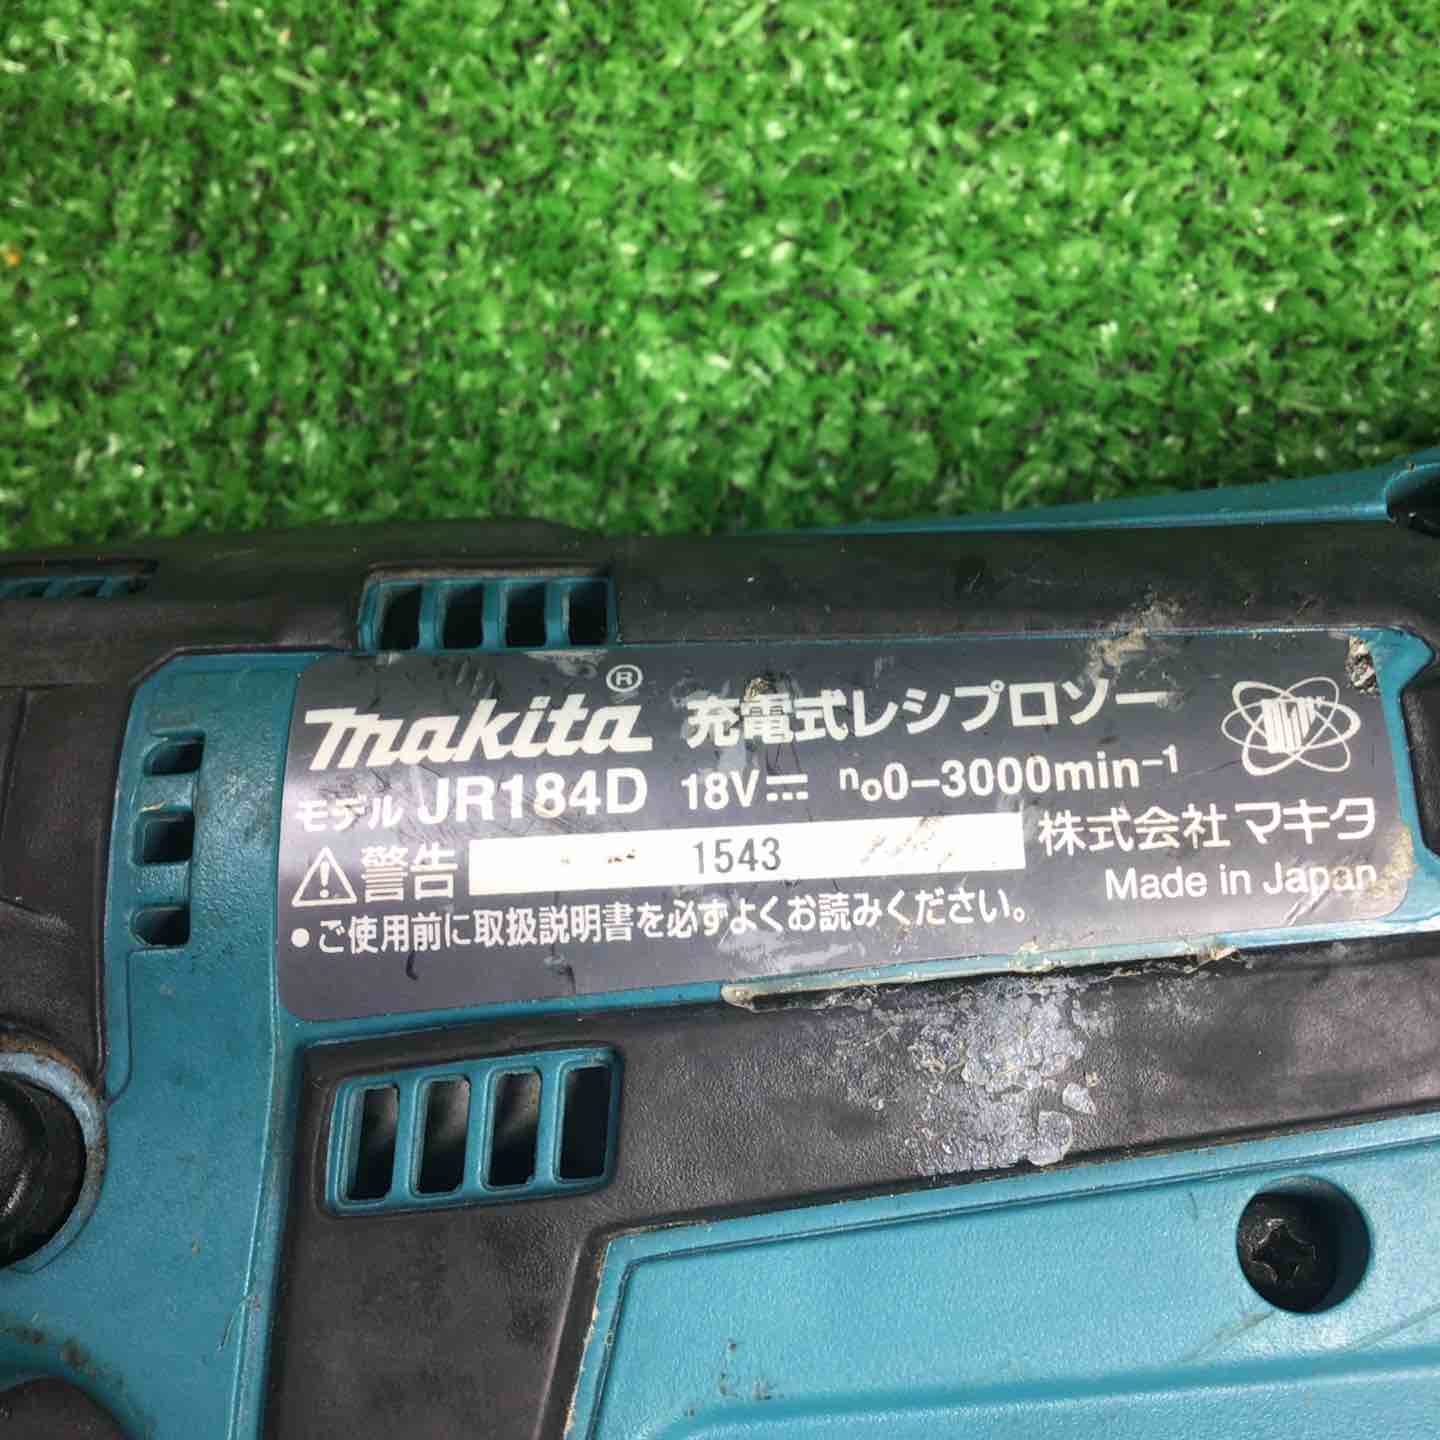 makita® 充電式レシプロソー
モデル JR184D 18V⎓ no0-3000min-1
⚠警告 1543 株式会社マキタ
•ご使用前に取扱説明書を必ずよくお読みください。 Made in Japan